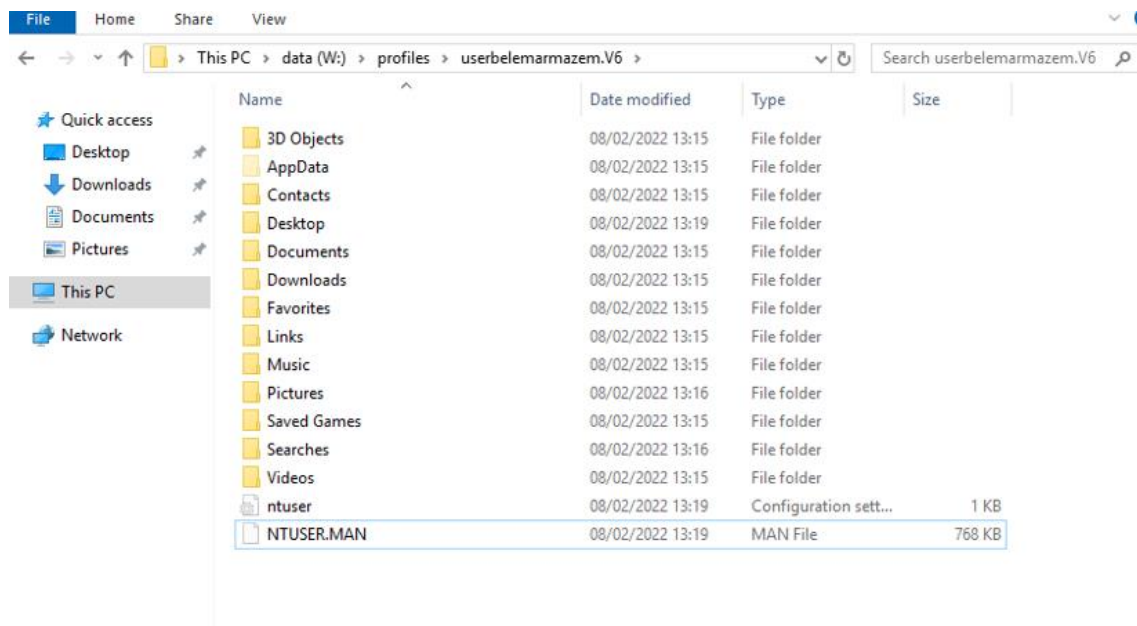 File Home Share View
This PC > data (W:) > profiles > userbelemarmazem.V6 > Search userbelemarmazem.V6
Name Date modified Type Size
Quick access
Desktop
Downloads
Documents
Pictures
This PC
Network
3D Objects 08/02/2022 13:15 File folder
AppData 08/02/2022 13:15 File folder
Contacts 08/02/2022 13:15 File folder
Desktop 08/02/2022 13:19 File folder
Documents 08/02/2022 13:15 File folder
Downloads 08/02/2022 13:15 File folder
Favorites 08/02/2022 13:15 File folder
Links 08/02/2022 13:15 File folder
Music 08/02/2022 13:15 File folder
Pictures 08/02/2022 13:16 File folder
Saved Games 08/02/2022 13:15 File folder
Searches 08/02/2022 13:16 File folder
Videos 08/02/2022 13:15 File folder
ntuser 08/02/2022 13:19 Configuration sett... 1 KB
NTUSER.MAN 08/02/2022 13:19 MAN File 768 KB